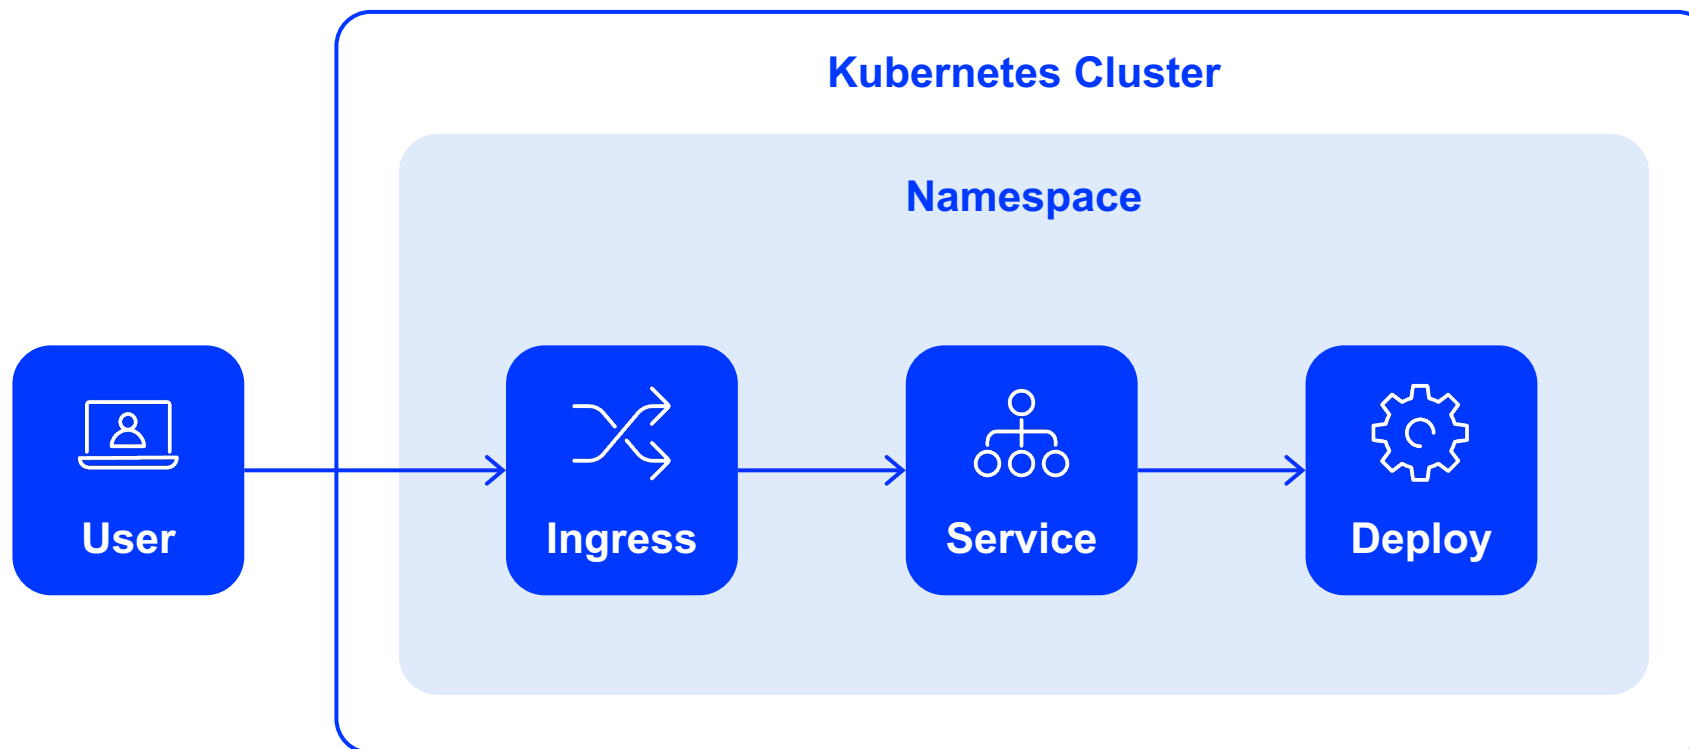 Kubernetes Cluster
Namespace
User
Ingress
Service
Deploy